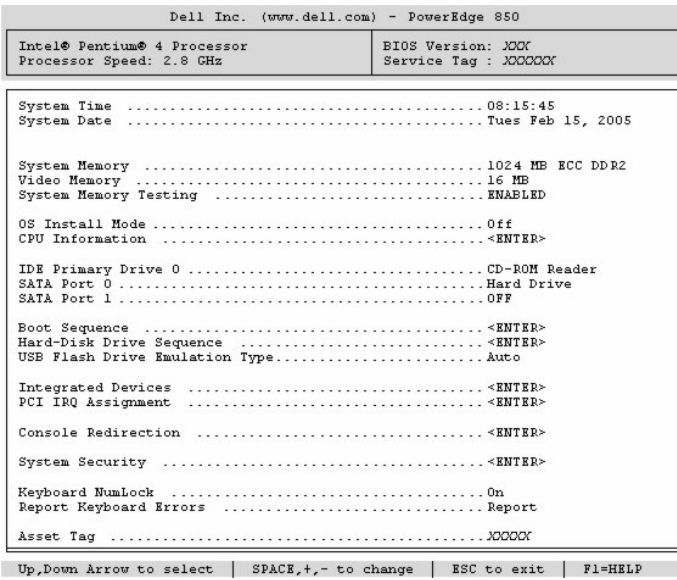 Dell Inc. (www.dell.com) - PowerEdge 850
Intel® Pentium® 4 Processor
Processor Speed: 2.8 GHz
BIOS Version: XXX
Service Tag : XXXXXX
System Time ........................................ 08:15:45
System Date ........................................ Tues Feb 15, 2005
System Memory ........................................ 1024 MB ECC DDR2
Video Memory ........................................ 16 MB
System Memory Testing ................................ ENABLED
OS Install Mode ...................................... Off
CPU Information ...................................... <ENTER>
IDE Primary Drive 0 .................................. CD-ROM Reader
SATA Port 0 .......................................... Hard Drive
SATA Port 1 .......................................... OFF
Boot Sequence ........................................ <ENTER>
Hard-Disk Drive Sequence ............................. <ENTER>
USB Flash Drive Emulation Type........................ Auto
Integrated Devices ................................... <ENTER>
PCI IRQ Assignment ................................... <ENTER>
Console Redirection .................................. <ENTER>
System Security ...................................... <ENTER>
Keyboard NumLock ..................................... On
Report Keyboard Errors ............................... Report
Asset Tag ............................................ XXXXX
Up,Down Arrow to select | SPACE,+,- to change | ESC to exit | F1=HELP